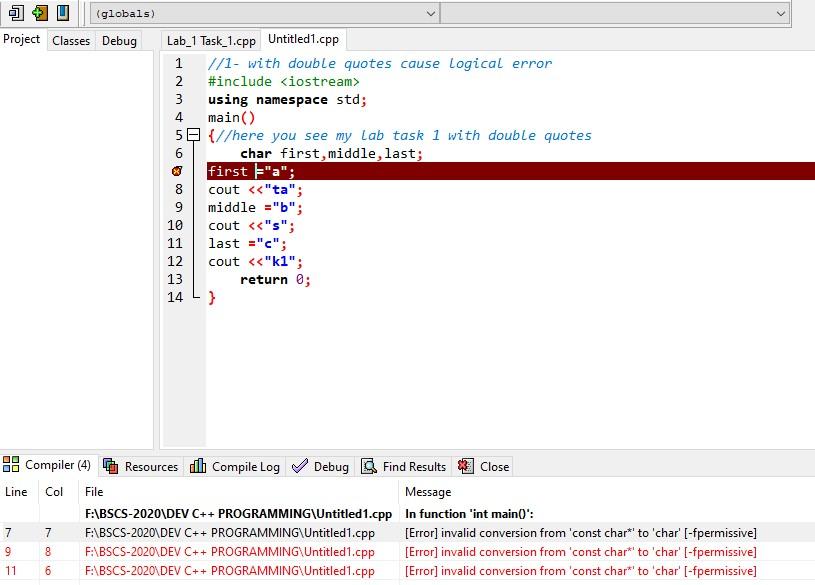 (globals)
Project Classes Debug Lab_1 Task_1.cpp Untitled1.cpp
1 //1- with double quotes cause logical error
2 #include <iostream>
3 using namespace std;
4 main()
5 {//here you see my lab task 1 with double quotes
6 char first,middle,last;
first ="a";
8 cout <<"ta";
9 middle ="b";
10 cout <<"s";
11 last ="c";
12 cout <<"k1";
13 return 0;
14 }
Compiler (4) Resources Compile Log Debug Find Results Close
Line Col File Message
F:\BSCS-2020\DEV C++ PROGRAMMING\Untitled1.cpp In function 'int main()':
7 7 F:\BSCS-2020\DEV C++ PROGRAMMING\Untitled1.cpp [Error] invalid conversion from 'const char*' to 'char' [-fpermissive]
9 8 F:\BSCS-2020\DEV C++ PROGRAMMING\Untitled1.cpp [Error] invalid conversion from 'const char*' to 'char' [-fpermissive]
11 6 F:\BSCS-2020\DEV C++ PROGRAMMING\Untitled1.cpp [Error] invalid conversion from 'const char*' to 'char' [-fpermissive]